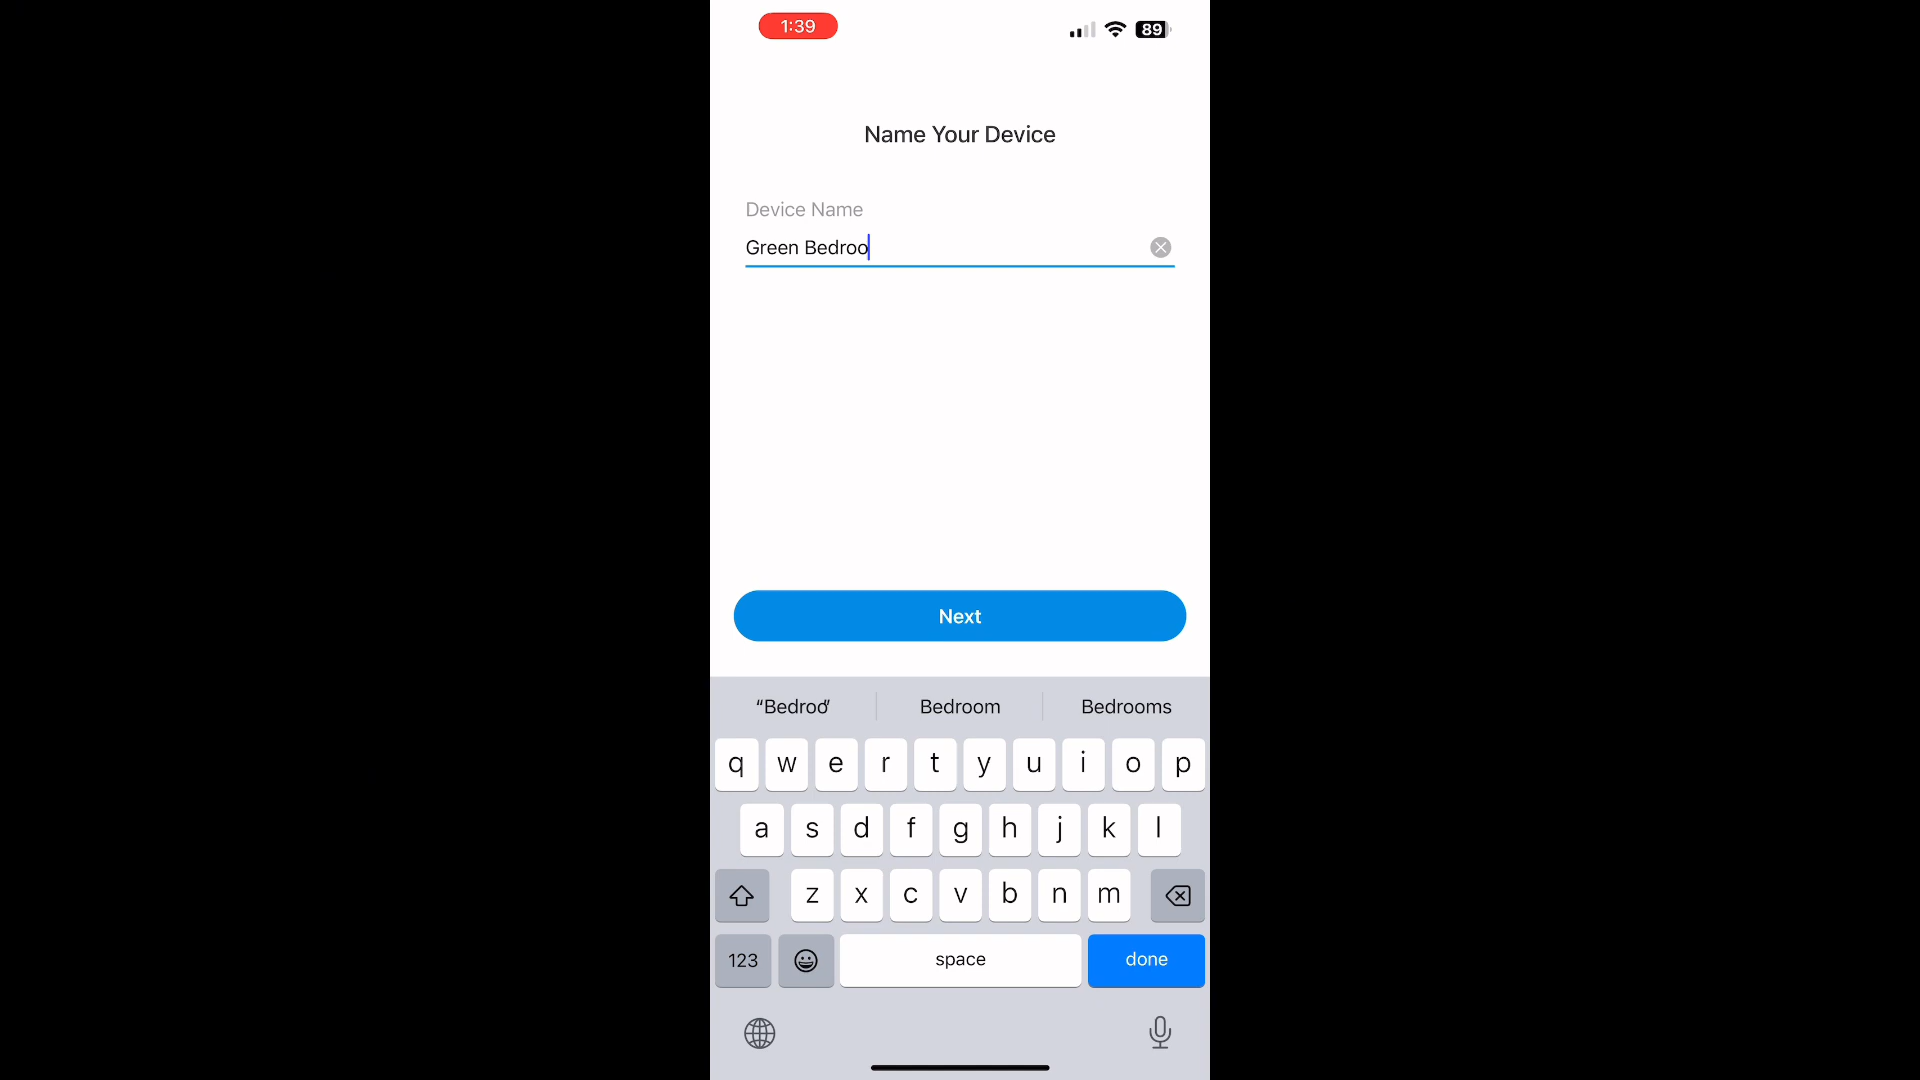 1:39
89
Name Your Device
Device Name
Green Bedroo
Next
“Bedroo” Bedroom Bedrooms
q w e r t y u i o p
a s d f g h j k l
z x c v b n m
123 space done